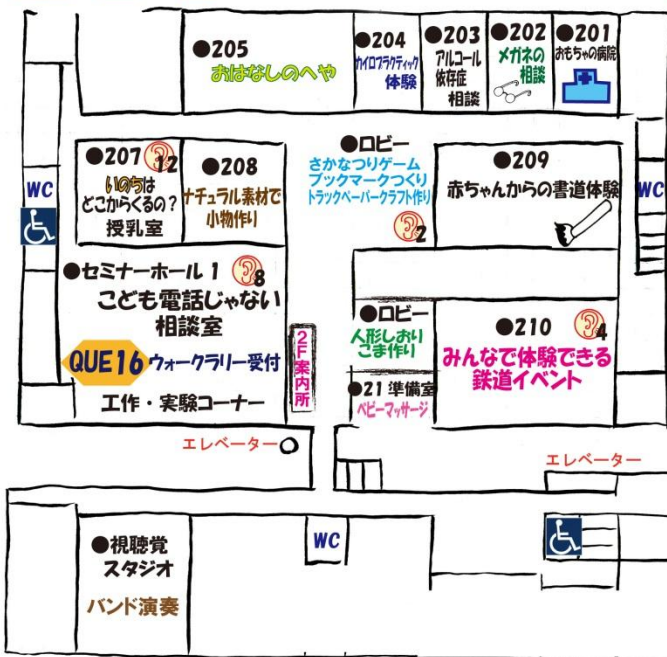 ●205
おはなしのへや
●204
カイロプラクティック
体験
●203
アルコール
依存症
相談
●202
メガネの
相談
●201
おもちゃの病院
●207
12
いのちは
どこからくるの？
授乳室
●208
ナチュラル素材で
小物作り
●ロビー
さかなつりゲーム
ブックマークつくり
トラックペーパークラフト作り
2
●209
赤ちゃんからの書道体験
WC
WC
●セミナーホール 1
8
こども電話じゃない
相談室
QUE16 ウォークラリー受付
工作・実験コーナー
2F案内所
●ロビー
人形しおり
こま作り
●21 準備室
ベビーマッサージ
●210
4
みんなで体験できる
鉄道イベント
エレベーター
エレベーター
●視聴覚
スタジオ
バンド演奏
WC